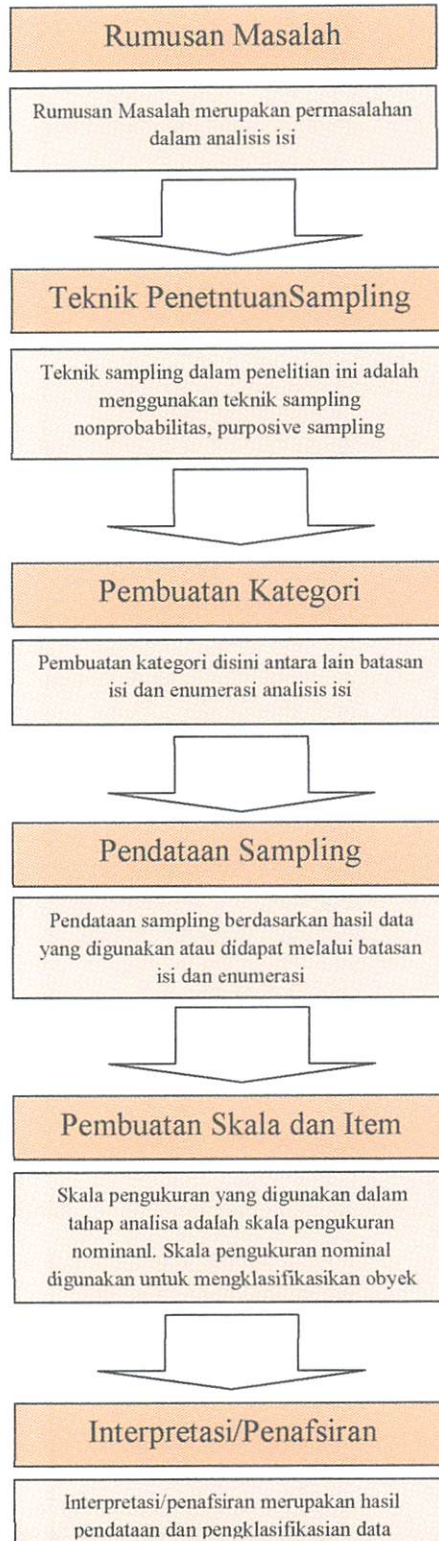 Rumusan Masalah
Rumusan Masalah merupakan permasalahan
dalam analisis isi
Teknik PenetntuanSampling
Teknik sampling dalam penelitian ini adalah
menggunakan teknik sampling
nonprobabilitas, purposive sampling
Pembuatan Kategori
Pembuatan kategori disini antara lain batasan
isi dan enumerasi analisis isi
Pendataan Sampling
Pendataan sampling berdasarkan hasil data
yang digunakan atau didapat melalui batasan
isi dan enumerasi
Pembuatan Skala dan Item
Skala pengukuran yang digunakan dalam
tahap analisa adalah skala pengukuran
nominanl. Skala pengukuran nominal
digunakan untuk mengklasifikasikan obyek
Interpretasi/Penafsiran
Interpretasi/penafsiran merupakan hasil
pendataan dan pengklasifikasian data